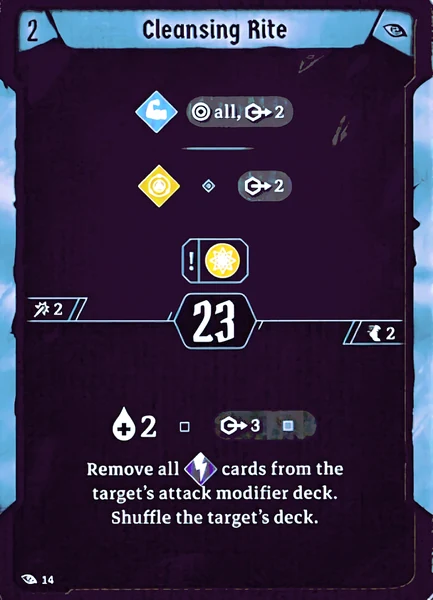 2 Cleansing Rite
all, 2
2
!
2
23
2
2 3
Remove all cards from the
target's attack modifier deck.
Shuffle the target's deck.
14